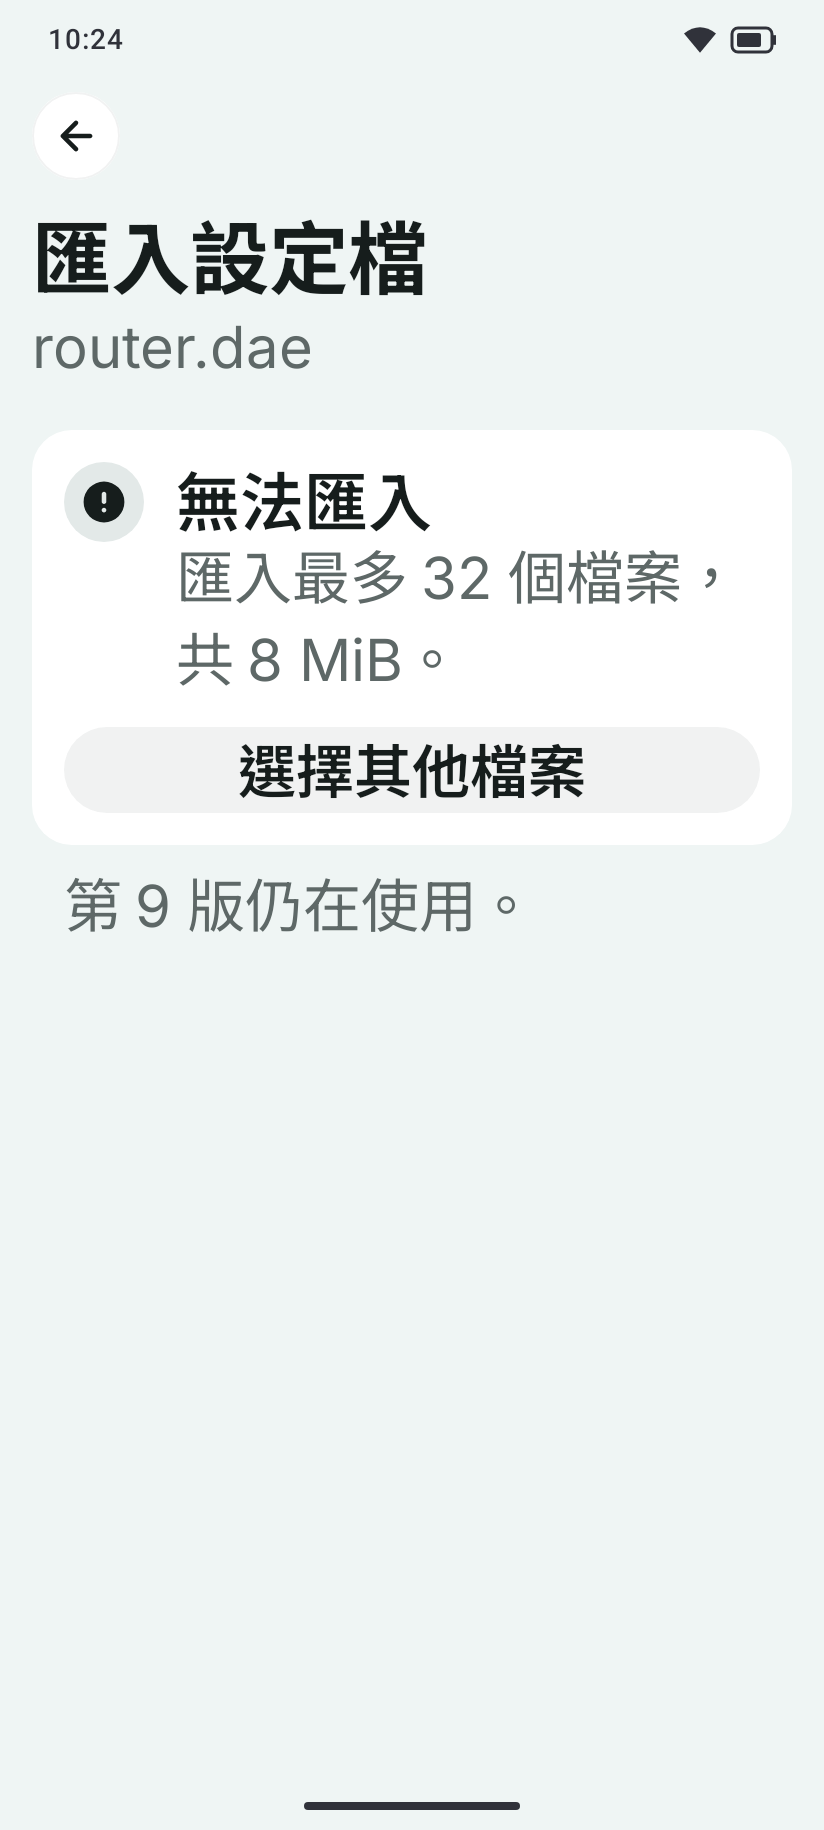 10:24
匯入設定檔
router.dae
無法匯入
匯入最多 32 個檔案，
共 8 MiB。
選擇其他檔案
第 9 版仍在使用。